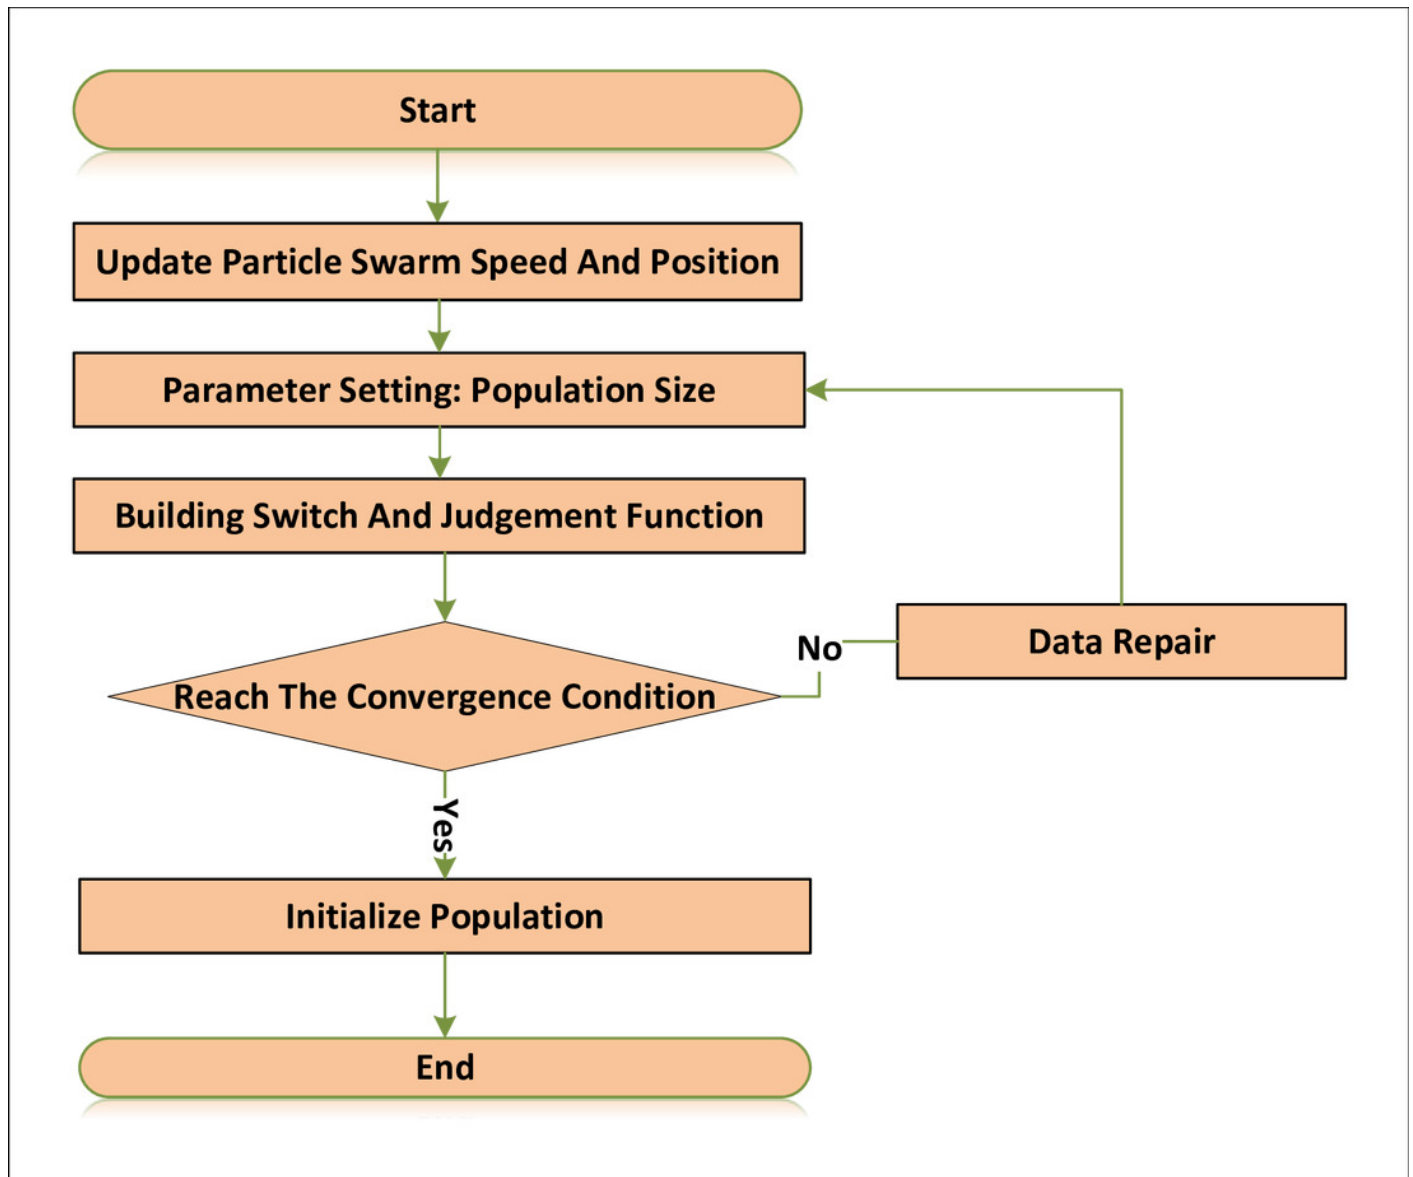 Start
Update Particle Swarm Speed And Position
Parameter Setting: Population Size
Building Switch And Judgement Function
No
Data Repair
Reach The Convergence Condition
Yes
Initialize Population
End